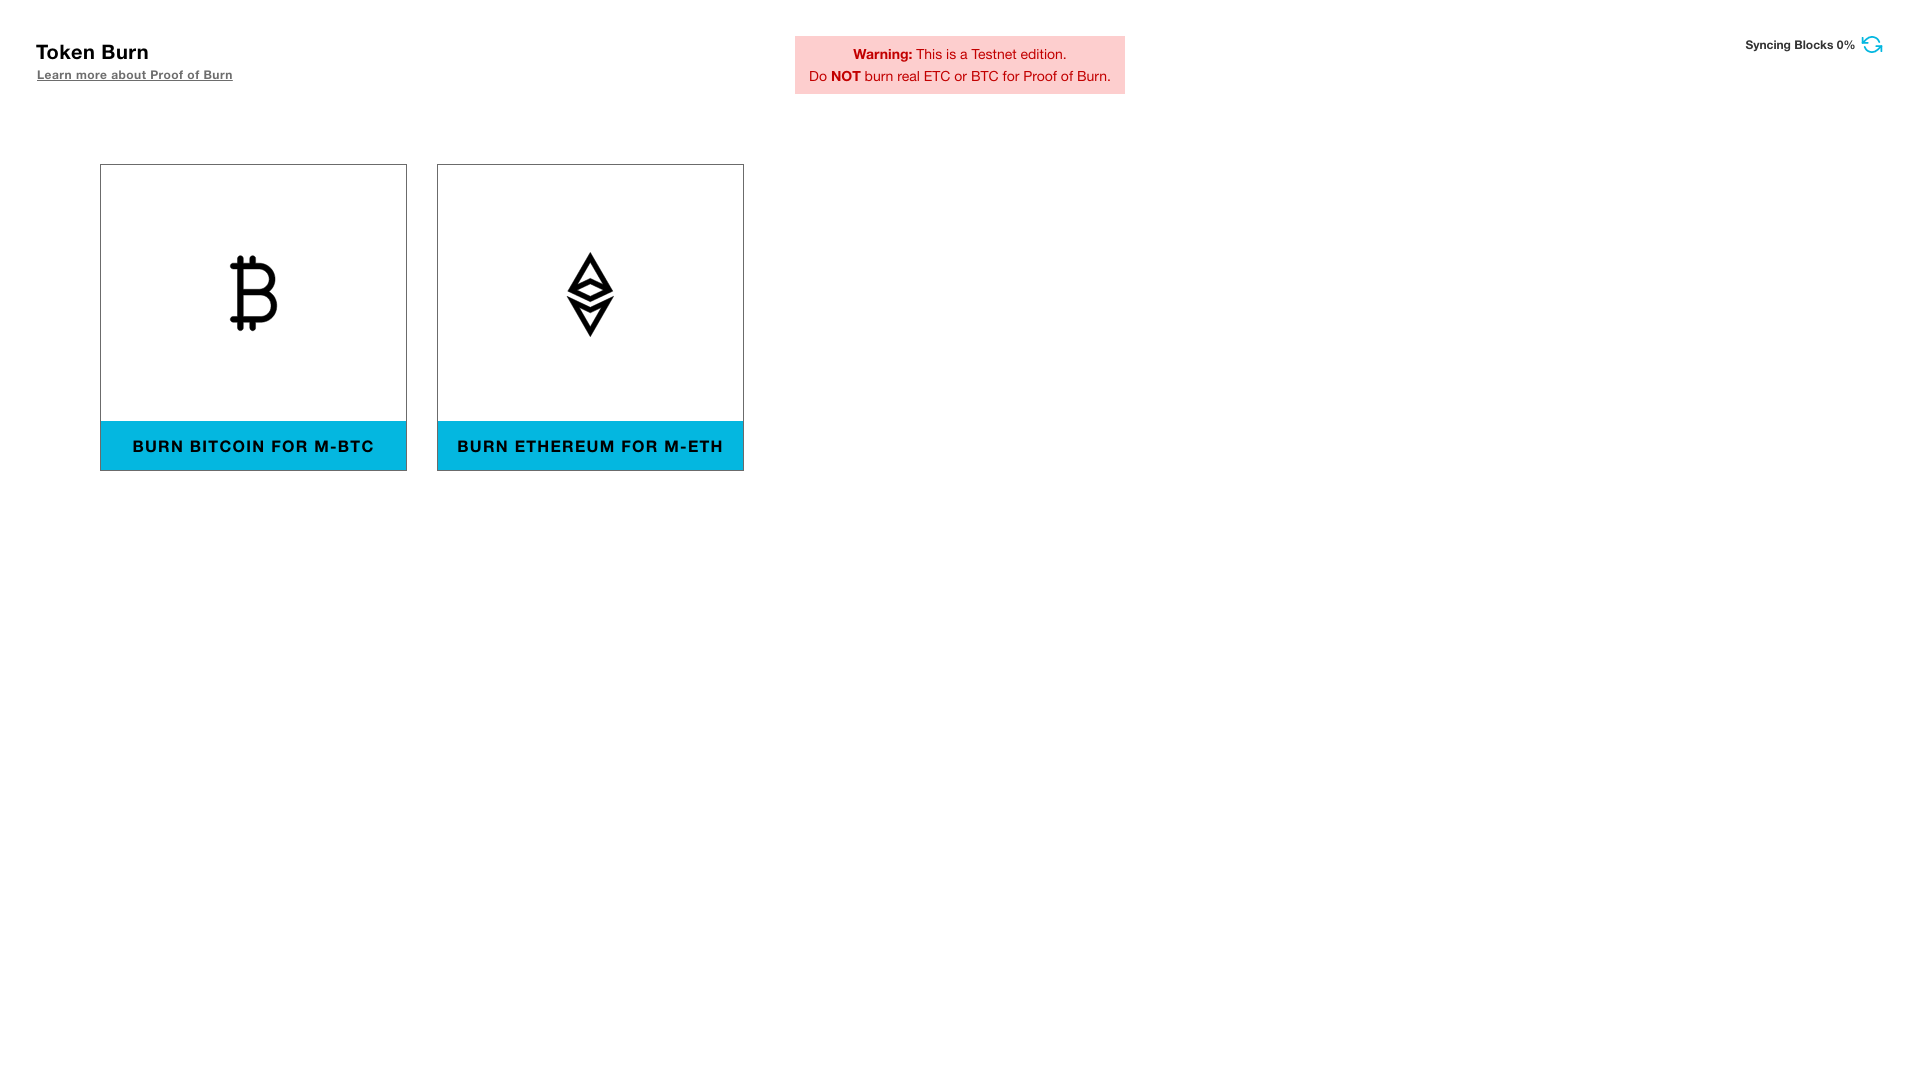 Token Burn
Learn more about Proof of Burn
Warning: This is a Testnet edition.
Do NOT burn real ETC or BTC for Proof of Burn.
Syncing Blocks 0%
BURN BITCOIN FOR M-BTC
BURN ETHEREUM FOR M-ETH